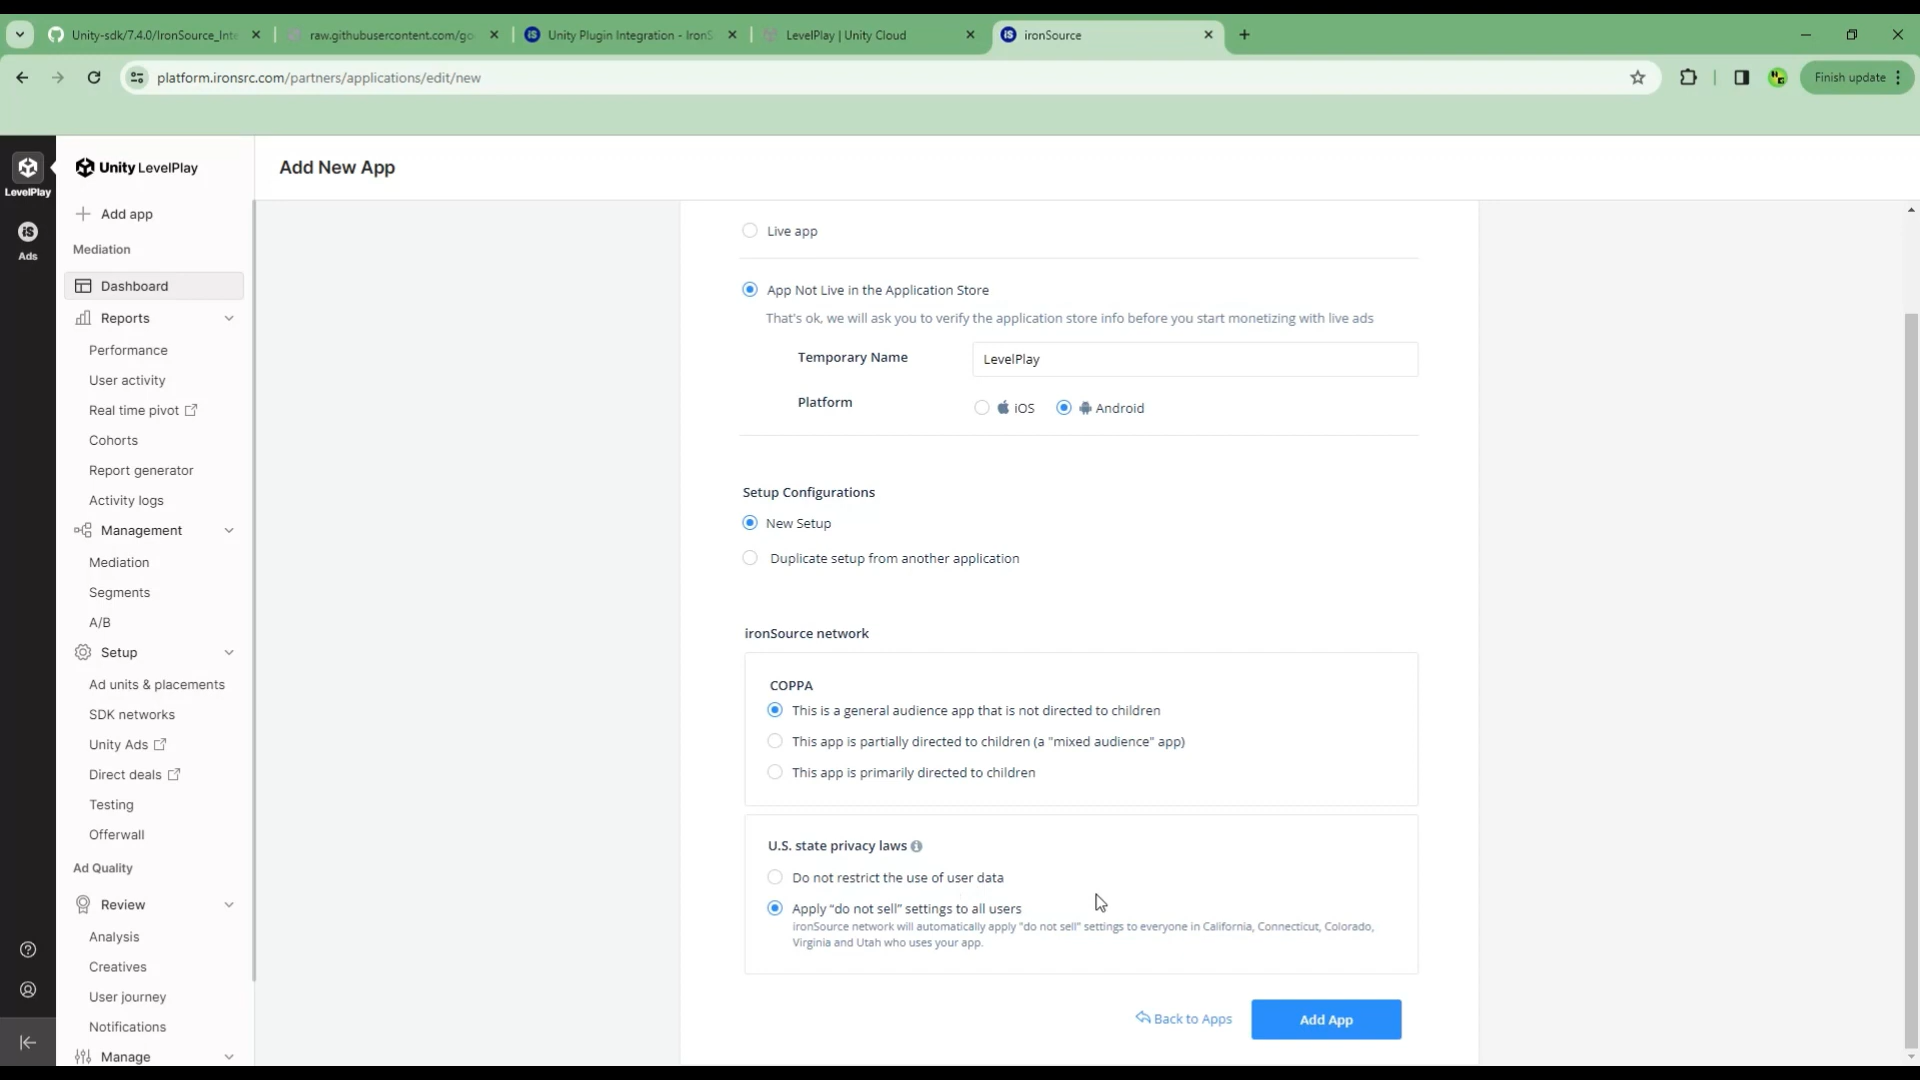 Unity-sdk/7.4.0/IronSource_Inte
raw.githubusercontent.com/go
Unity Plugin Integration - IronS
LevelPlay | Unity Cloud
ironSource
platform.ironsrc.com/partners/applications/edit/new
Finish update
LevelPlay
Ads
Unity LevelPlay
Add app
Mediation
Dashboard
Reports
Performance
User activity
Real time pivot
Cohorts
Report generator
Activity logs
Management
Mediation
Segments
A/B
Setup
Ad units & placements
SDK networks
Unity Ads
Direct deals
Testing
Offerwall
Ad Quality
Review
Analysis
Creatives
User journey
Notifications
Manage
Add New App
Live app
App Not Live in the Application Store
That's ok, we will ask you to verify the application store info before you start monetizing with live ads
Temporary Name
LevelPlay
Platform
iOS
Android
Setup Configurations
New Setup
Duplicate setup from another application
ironSource network
COPPA
This is a general audience app that is not directed to children
This app is partially directed to children (a "mixed audience" app)
This app is primarily directed to children
U.S. state privacy laws
Do not restrict the use of user data
Apply “do not sell” settings to all users
ironSource network will automatically apply "do not sell" settings to everyone in California, Connecticut, Colorado,
Virginia and Utah who uses your app.
Back to Apps
Add App